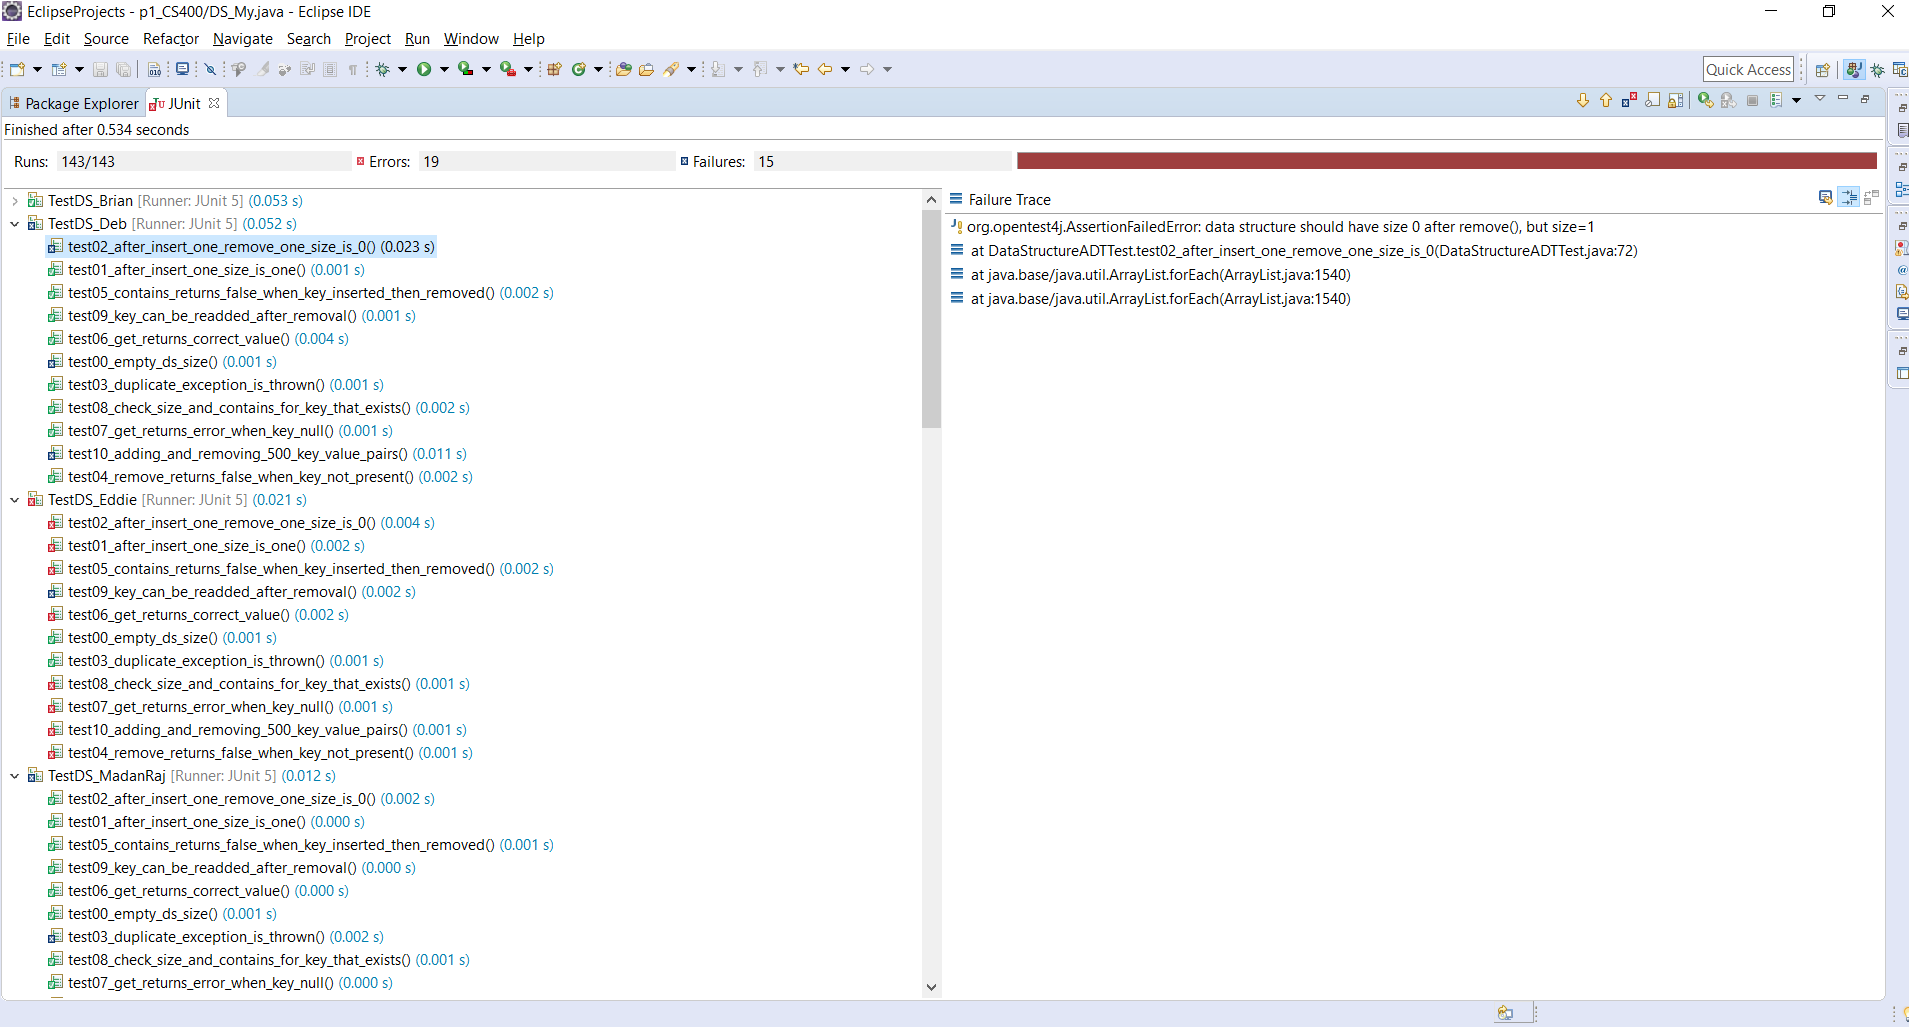 EclipseProjects - p1_CS400/DS_My.java - Eclipse IDE
File Edit Source Refactor Navigate Search Project Run Window Help
Quick Access
Package Explorer JUnit
Finished after 0.534 seconds
Runs: 143/143 Errors: 19 Failures: 15
TestDS_Brian [Runner: JUnit 5] (0.053 s)
TestDS_Deb [Runner: JUnit 5] (0.052 s)
test02_after_insert_one_remove_one_size_is_0() (0.023 s)
test01_after_insert_one_size_is_one() (0.001 s)
test05_contains_returns_false_when_key_inserted_then_removed() (0.002 s)
test09_key_can_be_readded_after_removal() (0.001 s)
test06_get_returns_correct_value() (0.004 s)
test00_empty_ds_size() (0.001 s)
test03_duplicate_exception_is_thrown() (0.001 s)
test08_check_size_and_contains_for_key_that_exists() (0.002 s)
test07_get_returns_error_when_key_null() (0.001 s)
test10_adding_and_removing_500_key_value_pairs() (0.011 s)
test04_remove_returns_false_when_key_not_present() (0.002 s)
TestDS_Eddie [Runner: JUnit 5] (0.021 s)
test02_after_insert_one_remove_one_size_is_0() (0.004 s)
test01_after_insert_one_size_is_one() (0.002 s)
test05_contains_returns_false_when_key_inserted_then_removed() (0.002 s)
test09_key_can_be_readded_after_removal() (0.002 s)
test06_get_returns_correct_value() (0.002 s)
test00_empty_ds_size() (0.001 s)
test03_duplicate_exception_is_thrown() (0.001 s)
test08_check_size_and_contains_for_key_that_exists() (0.001 s)
test07_get_returns_error_when_key_null() (0.001 s)
test10_adding_and_removing_500_key_value_pairs() (0.001 s)
test04_remove_returns_false_when_key_not_present() (0.001 s)
TestDS_MadanRaj [Runner: JUnit 5] (0.012 s)
test02_after_insert_one_remove_one_size_is_0() (0.002 s)
test01_after_insert_one_size_is_one() (0.000 s)
test05_contains_returns_false_when_key_inserted_then_removed() (0.001 s)
test09_key_can_be_readded_after_removal() (0.000 s)
test06_get_returns_correct_value() (0.000 s)
test00_empty_ds_size() (0.001 s)
test03_duplicate_exception_is_thrown() (0.002 s)
test08_check_size_and_contains_for_key_that_exists() (0.001 s)
test07_get_returns_error_when_key_null() (0.000 s)
Failure Trace
org.opentest4j.AssertionFailedError: data structure should have size 0 after remove(), but size=1
at DataStructureADTTest.test02_after_insert_one_remove_one_size_is_0(DataStructureADTTest.java:72)
at java.base/java.util.ArrayList.forEach(ArrayList.java:1540)
at java.base/java.util.ArrayList.forEach(ArrayList.java:1540)